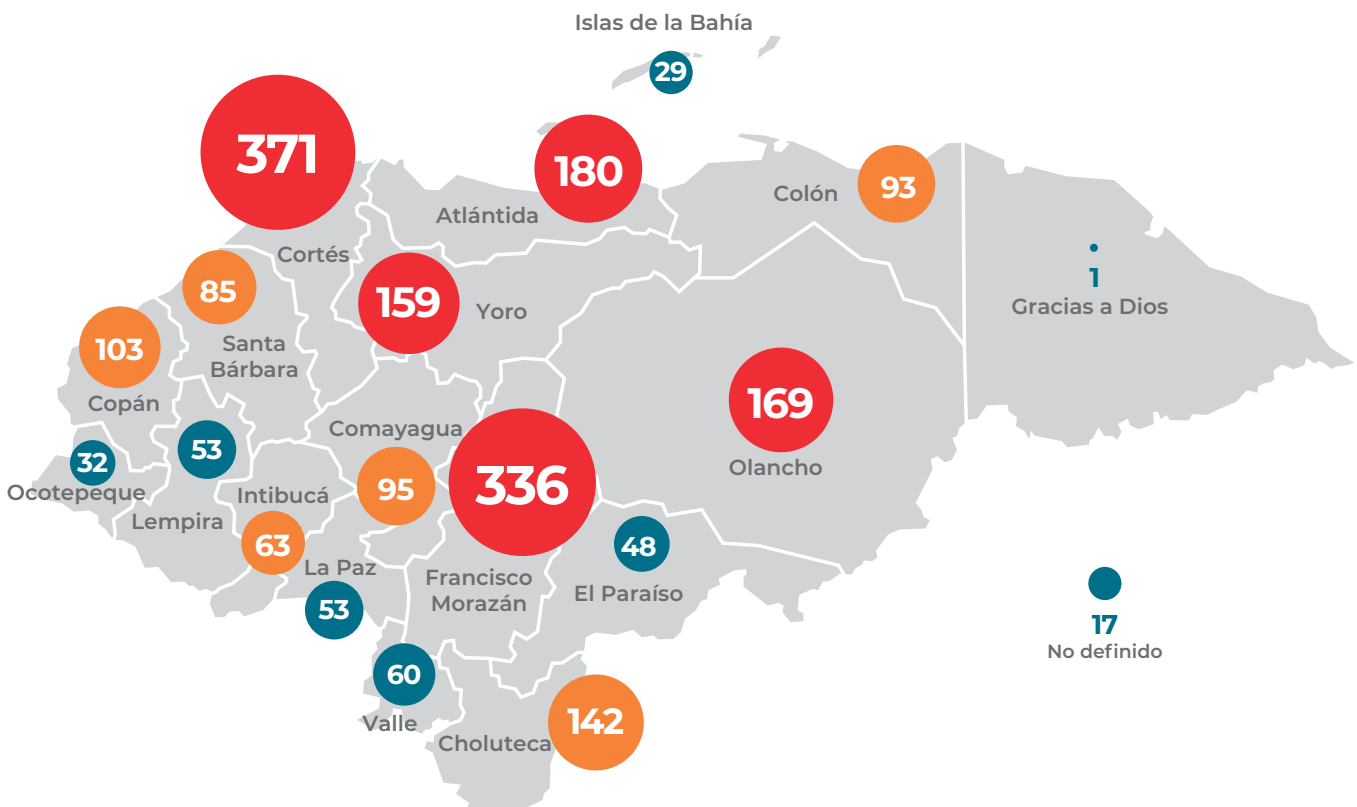 Islas de la Bahía
29
371
180
Atlántida
Colón
93
Cortés
85
159
Yoro
1
Gracias a Dios
103
Santa
Bárbara
Copán
169
Olancho
Comayagua
53
32
Ocotepeque
95
336
Intibucá
Lempira
63
La Paz
53
Francisco
Morazán
48
El Paraíso
17
No definido
60
Valle
142
Choluteca